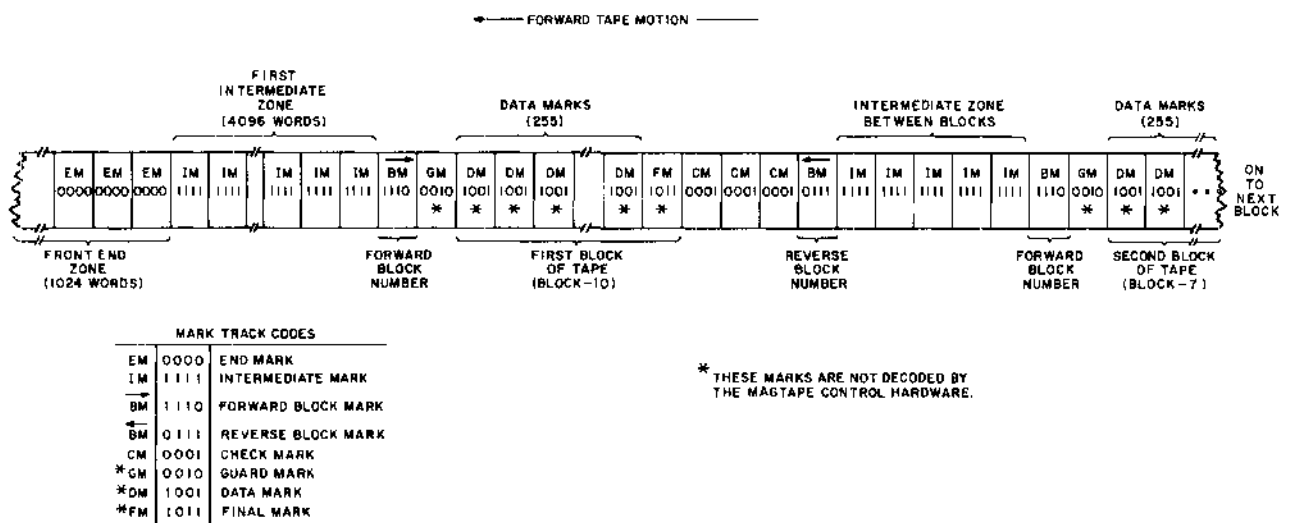 FORWARD TAPE MOTION
FIRST
INTERMEDIATE
ZONE
(4096 WORDS)
DATA MARKS
(255)
INTERMEDIATE ZONE
BETWEEN BLOCKS
DATA MARKS
(255)
EM EM EM IM IM IM IM IM BM GM DM DM DM DM FM CM CM CM BM IM IM IM IM IM BM GM DM DM
0000 0000 0000 1111 1111 1111 1111 1111 1110 0010 1001 1001 1001 1001 1011 0001 0001 0001 0111 1111 1111 1111 1111 1111 1110 0010 1001 1001
* * * * * * * * *
ON
TO
NEXT
BLOCK
FRONT END
ZONE
(1024 WORDS)
FORWARD
BLOCK
NUMBER
FIRST BLOCK
OF TAPE
(BLOCK-10)
REVERSE
BLOCK
NUMBER
FORWARD
BLOCK
NUMBER
SECOND BLOCK
OF TAPE
(BLOCK-7)
MARK TRACK CODES
EM 0000 END MARK
IM 1111 INTERMEDIATE MARK
BM 1110 FORWARD BLOCK MARK
BM 0111 REVERSE BLOCK MARK
CM 0001 CHECK MARK
*GM 0010 GUARD MARK
*DM 1001 DATA MARK
*FM 1011 FINAL MARK
* THESE MARKS ARE NOT DECODED BY
THE MAGTAPE CONTROL HARDWARE.